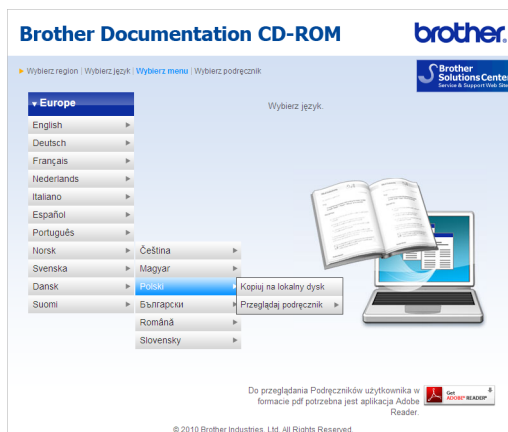 Brother Documentation CD-ROM
brother
Wybierz region | Wybierz język | Wybierz menu | Wybierz podręcznik
Brother
Solutions Center
Service & Support Web Site
Europe
Wybierz język.
English
Deutsch
Français
Nederlands
Italiano
Español
Português
Norsk
Čeština
Svenska
Magyar
Dansk
Polski
Kopiuj na lokalny dysk
Suomi
Български
Przeglądaj podręcznik
Română
Slovensky
Do przeglądania Podręczników użytkownika w
formacie pdf potrzebna jest aplikacja Adobe
Reader.
Get
ADOBE® READER®
© 2010 Brother Industries, Ltd. All Rights Reserved.